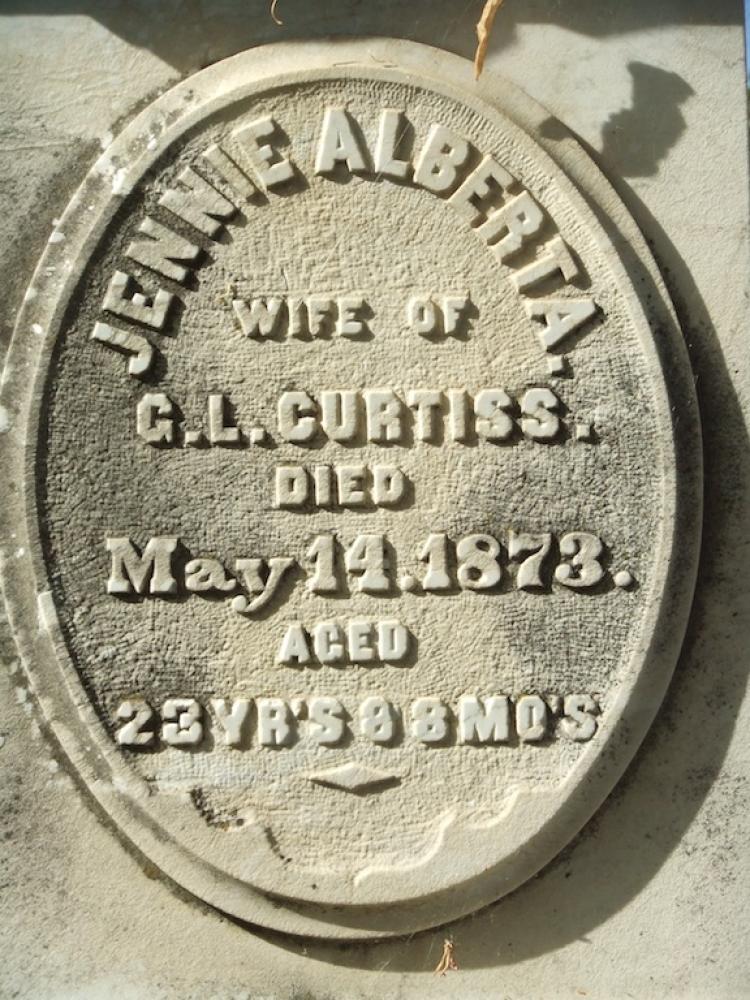 JENNIE ALBERTA.
WIFE OF
G.L.CURTISS.
DIED
May 14.1873.
AGED
23 YR'S & 8 MO'S